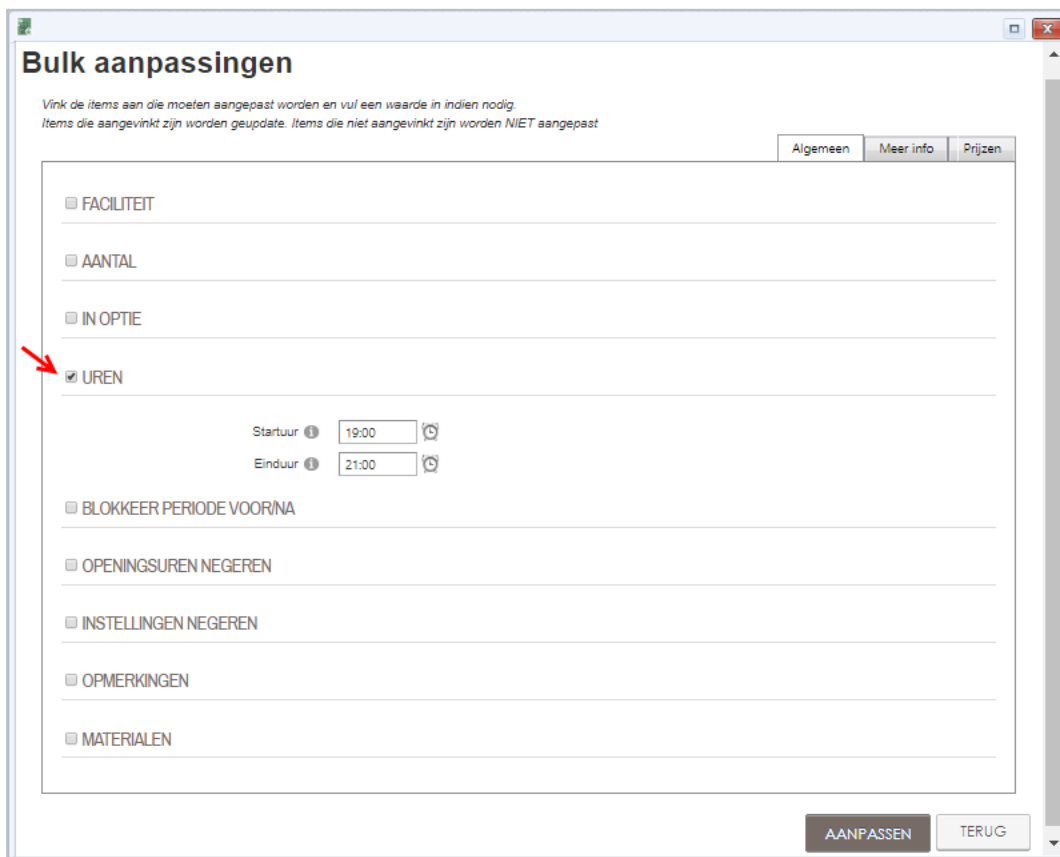 Bulk aanpassingen
Vink de items aan die moeten aangepast worden en vul een waarde in indien nodig.
Items die aangevinkt zijn worden geupdate. Items die niet aangevinkt zijn worden NIET aangepast
Algemeen Meer info Prijzen
FACILITEIT
AANTAL
IN OPTIE
UREN
Startuur 19:00
Einduur 21:00
BLOKKEER PERIODE VOOR/NA
OPENINGSUREN NEGEREN
INSTELLINGEN NEGEREN
OPMERKINGEN
MATERIALEN
AANPASSEN TERUG